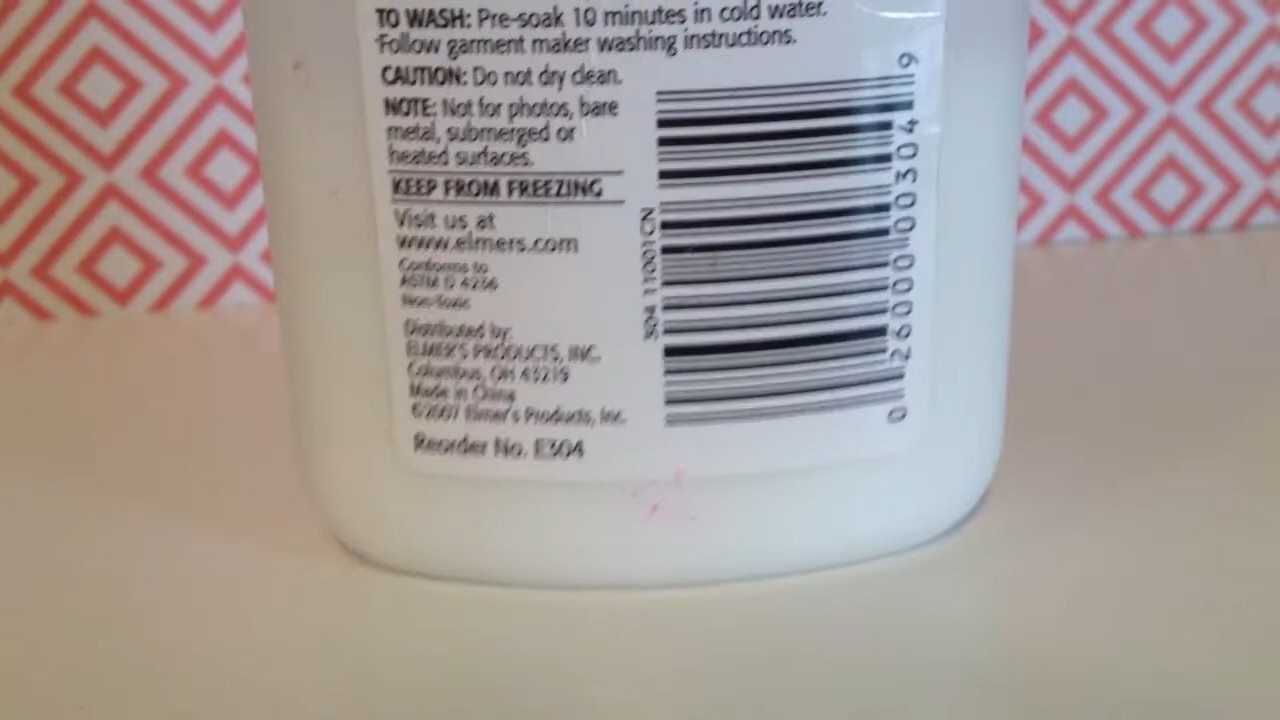 TO WASH: Pre-soak 10 minutes in cold water.
Follow garment maker washing instructions.
CAUTION: Do not dry clean.
NOTE: Not for photos, bare
metal, submerged or
heated surfaces.
KEEP FROM FREEZING
Visit us at
www.elmers.com
Conforms to
ASTM D 4236
Non-Toxic
Distributed by:
ELMER'S PRODUCTS, INC.
Columbus, OH 43219
Made in China
©2007 Elmer's Products, Inc.
Reorder No. E304
304 11001CN
0 26000 00304 9